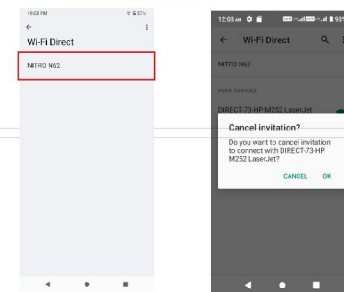 10:03 PM
Wi-Fi Direct
NITRO N62
12:03 AM
93%
Wi-Fi Direct
NITRO N62
PEER DEVICES
DIRECT-73-HP M252 LaserJet
Cancel invitation?
Do you want to cancel invitation
to connect with DIRECT-73-HP
M252 LaserJet?
CANCEL OK